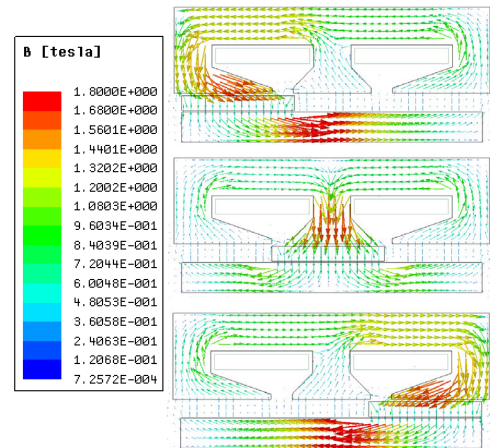 B [tesla]
1.8000E+000
1.6800E+000
1.5601E+000
1.4401E+000
1.3202E+000
1.2002E+000
1.0803E+000
9.6034E-001
8.4039E-001
7.2044E-001
6.0048E-001
4.8053E-001
3.6058E-001
2.4063E-001
1.2068E-001
7.2572E-004